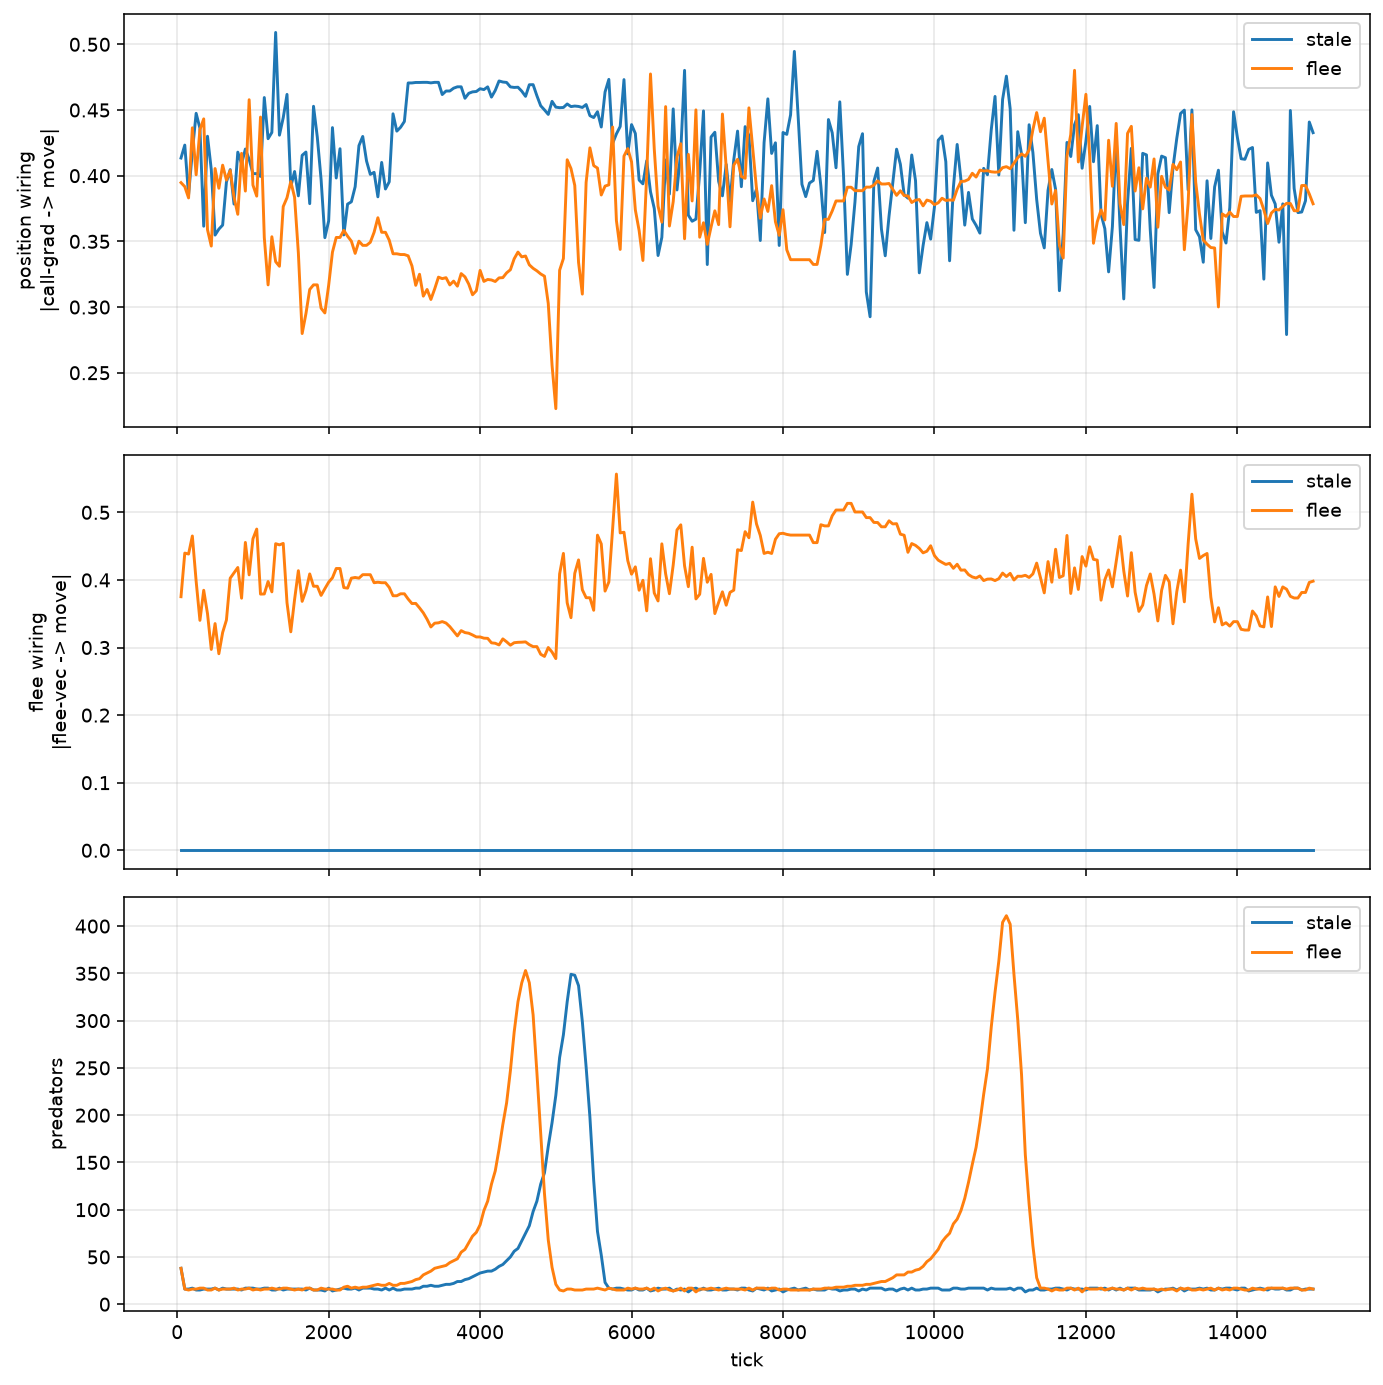 position wiring
|call-grad -> move|
0.50
0.45
0.40
0.35
0.30
0.25
stale
flee
flee wiring
|flee-vec -> move|
0.5
0.4
0.3
0.2
0.1
0.0
stale
flee
predators
400
350
300
250
200
150
100
50
0
stale
flee
0 2000 4000 6000 8000 10000 12000 14000
tick